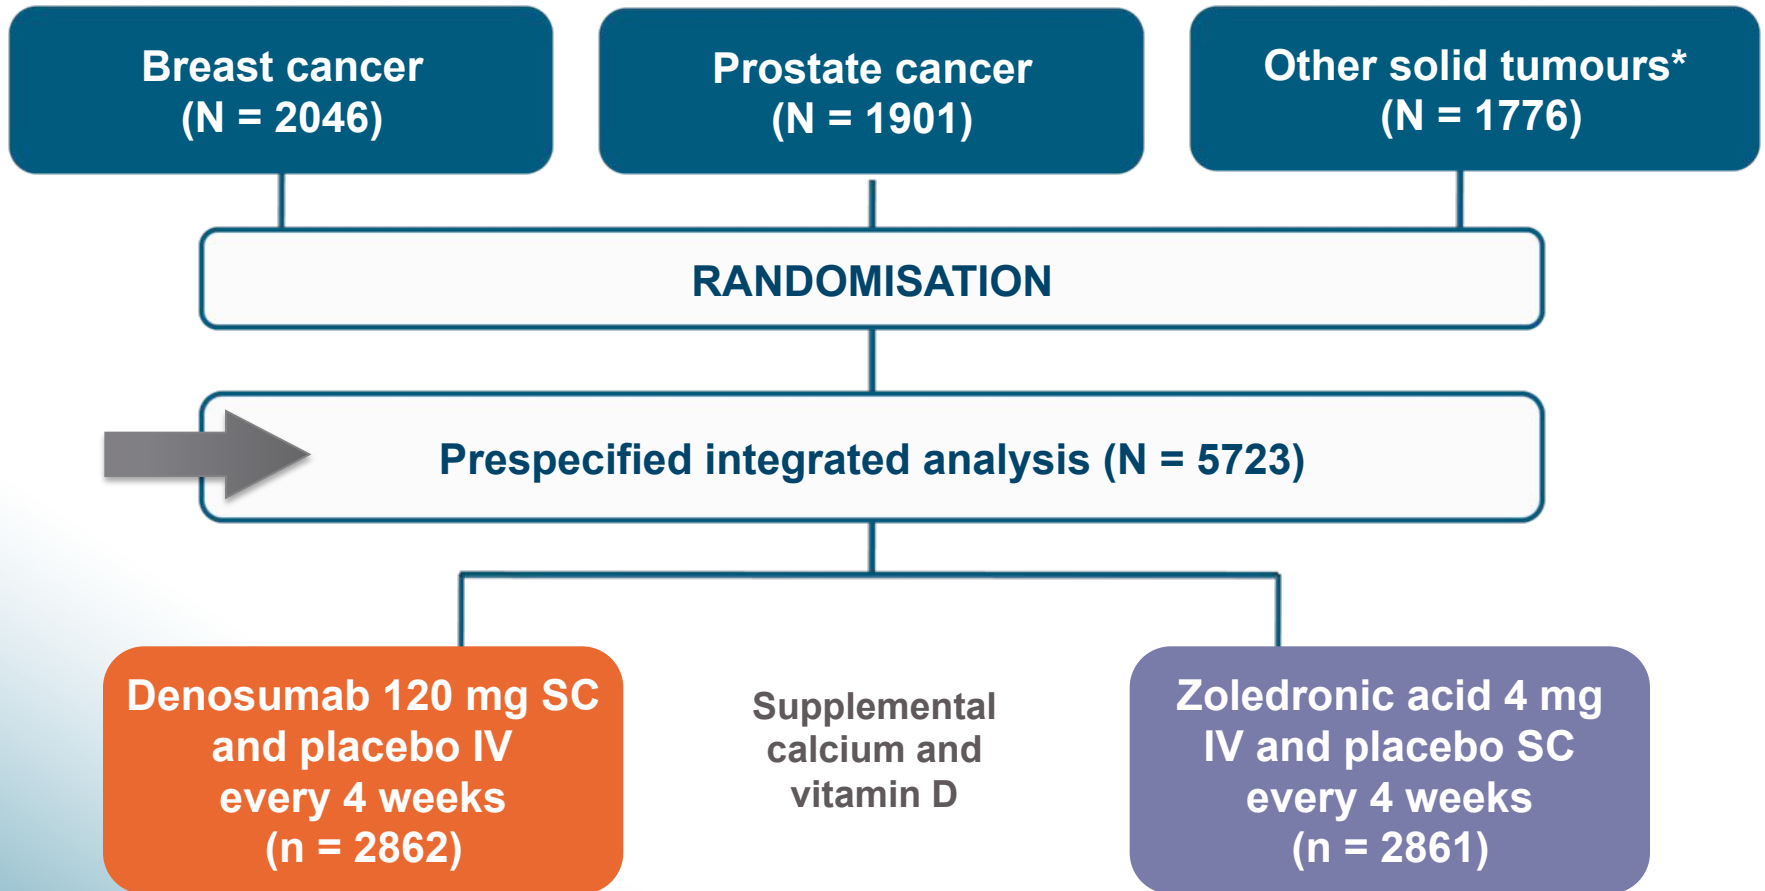 Breast cancer
(N = 2046)
Prostate cancer
(N = 1901)
Other solid tumours*
(N = 1776)
RANDOMISATION
Prespecified integrated analysis (N = 5723)
Denosumab 120 mg SC
and placebo IV
every 4 weeks
(n = 2862)
Supplemental
calcium and
vitamin D
Zoledronic acid 4 mg
IV and placebo SC
every 4 weeks
(n = 2861)